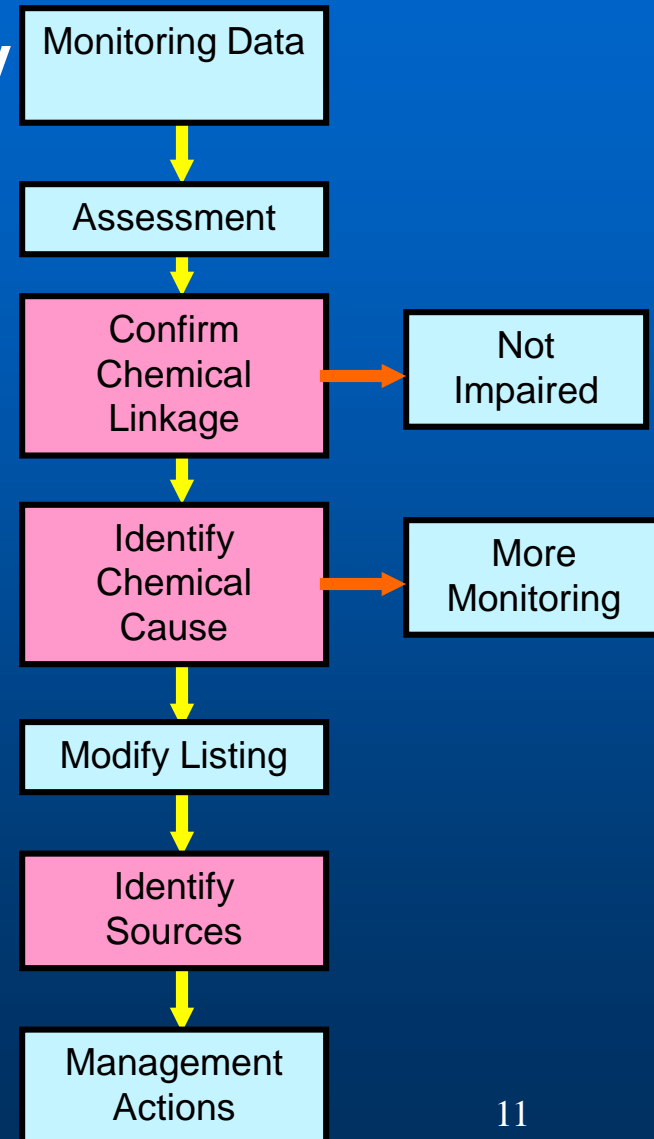 y
Monitoring Data
Assessment
Confirm
Chemical
Linkage
Not
Impaired
Identify
Chemical
Cause
More
Monitoring
Modify Listing
Identify
Sources
Management
Actions
11